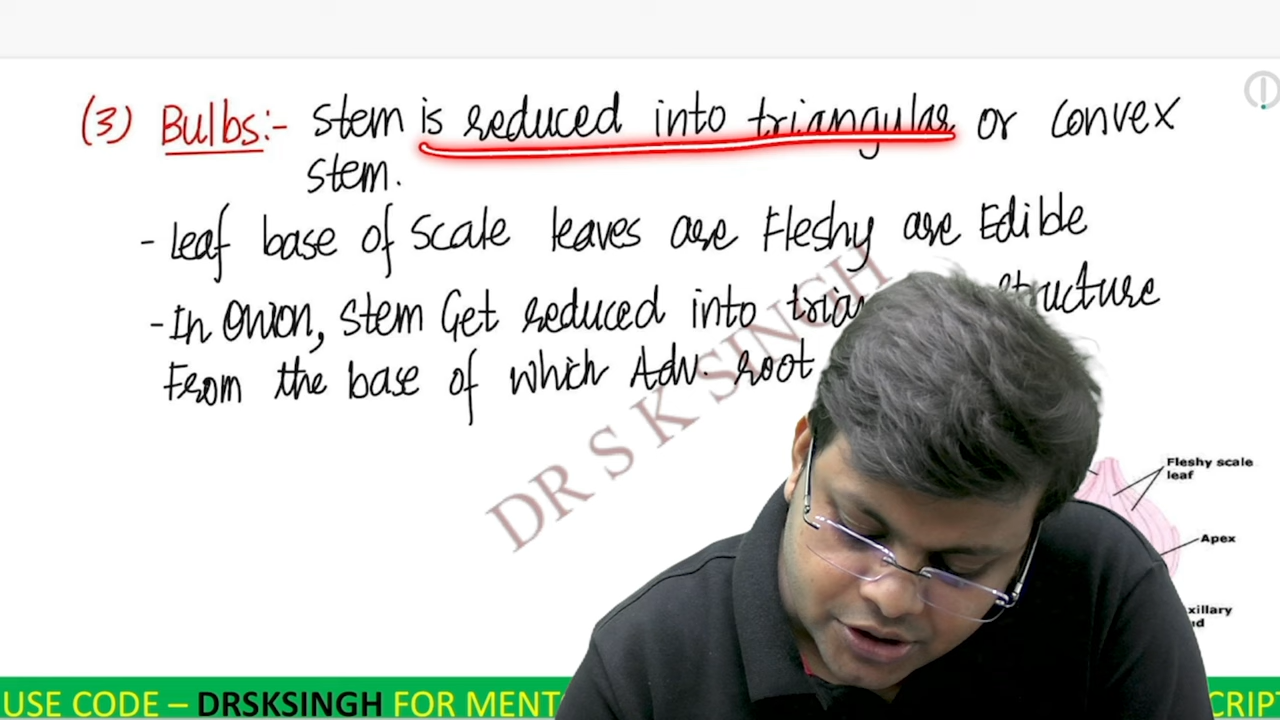 (3) Bulbs:- Stem is reduced into triangular or convex
stem.
- Leaf base of Scale leaves are Fleshy are Edible
- In Onion, Stem Get reduced into structure
From the base of which Adv. root
DR S K SINGH
Fleshy scale
leaf
Apex
USE CODE – DRSKSINGH FOR